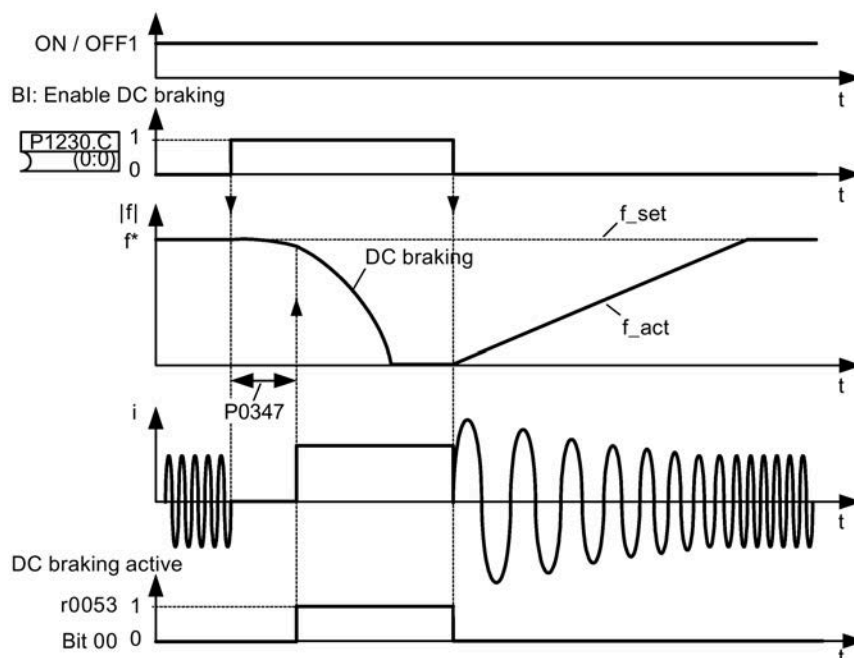 ON / OFF1
t
BI: Enable DC braking
P1230.C
(0:0)
1
0
t
|f|
f*
f_set
DC braking
f_act
t
P0347
i
t
DC braking active
r0053 1
Bit 00 0
t